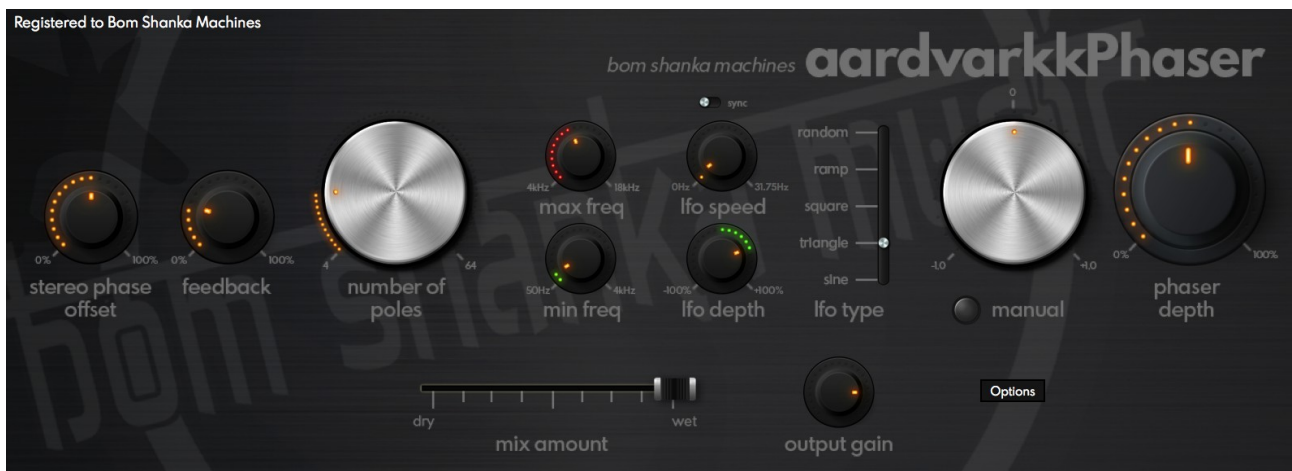 Registered to Bom Shanka Machines
bom shanka machines aardvarkkPhaser
sync
0
random
ramp
square
triangle
sine
lfo type
4kHz 18kHz
max freq
0Hz 31.75Hz
lfo speed
0% 100%
stereo phase
offset
0% 100%
feedback
4 64
number of
poles
50Hz 4kHz
min freq
-100% +100%
lfo depth
-1.0 +1.0
manual
0% 100%
phaser
depth
dry wet
mix amount
output gain
Options
bom shanka music